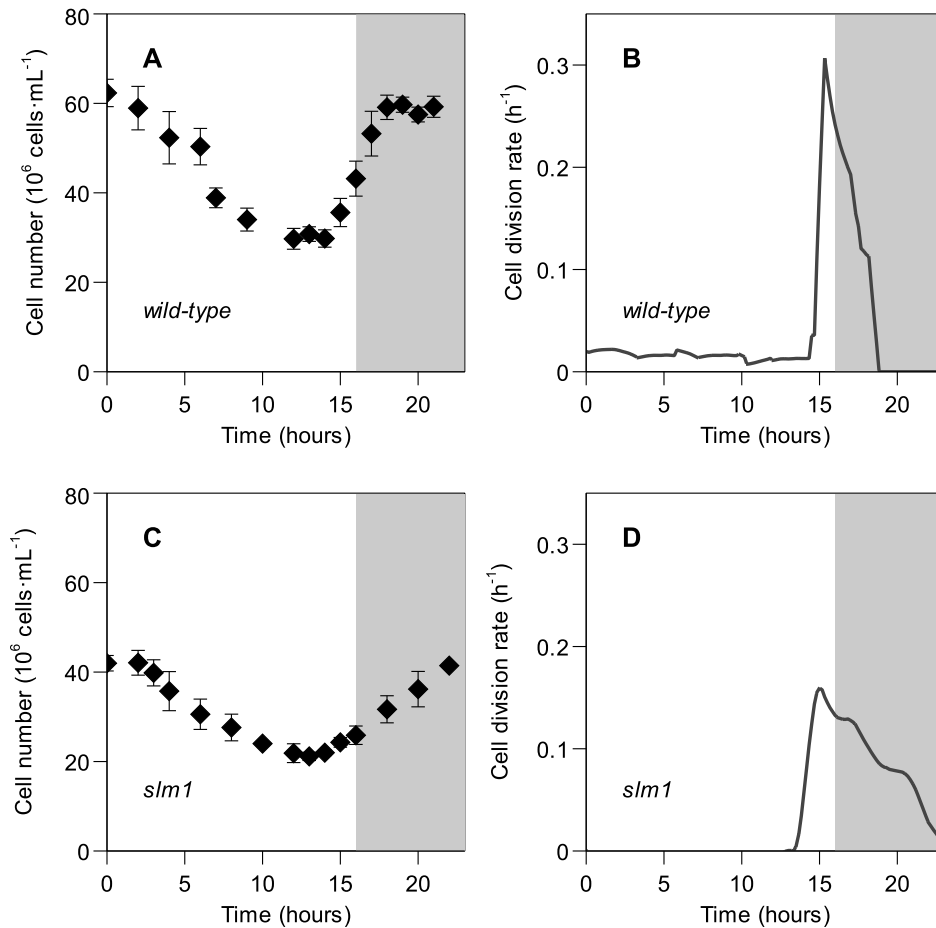 80
60
40
20
0
Cell number (10⁶ cells·mL⁻¹)
A
wild-type
0 5 10 15 20
Time (hours)
0.3
0.2
0.1
0
Cell division rate (h⁻¹)
B
wild-type
0 5 10 15 20
Time (hours)
80
60
40
20
0
Cell number (10⁶ cells·mL⁻¹)
C
slm1
0 5 10 15 20
Time (hours)
0.3
0.2
0.1
0
Cell division rate (h⁻¹)
D
slm1
0 5 10 15 20
Time (hours)